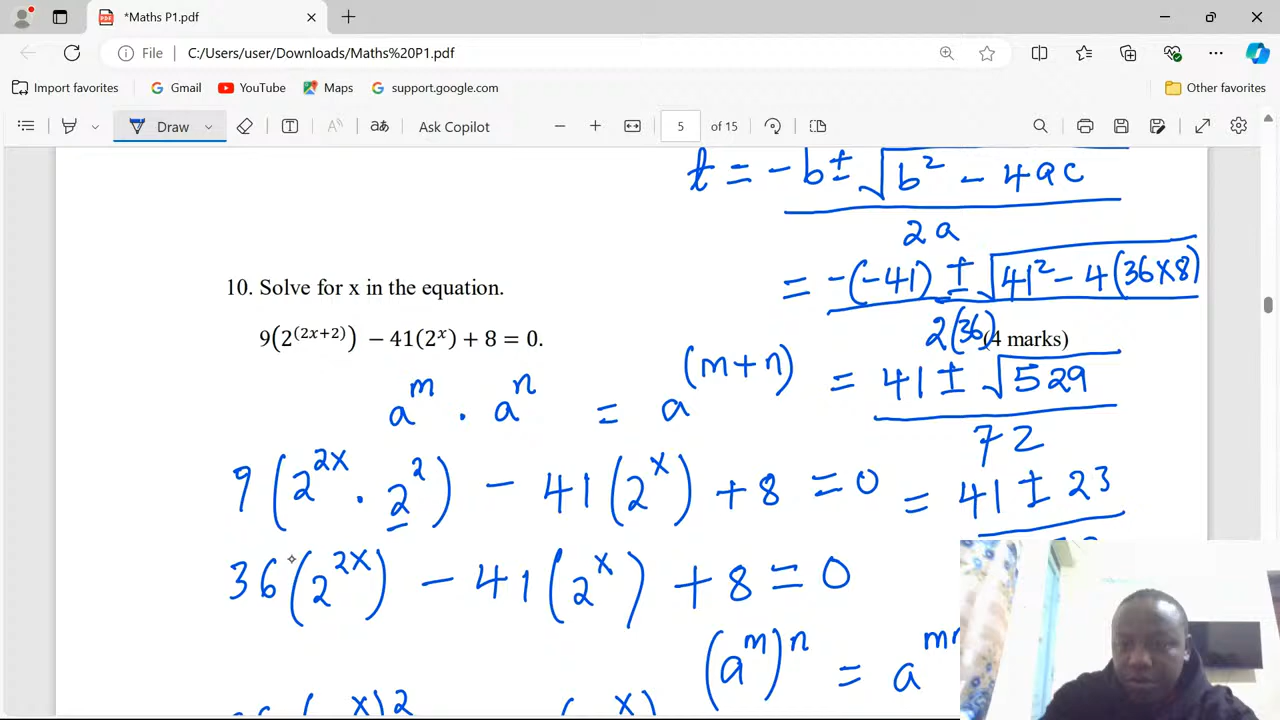 *Maths P1.pdf
File C:/Users/user/Downloads/Maths%20P1.pdf
Import favorites Gmail YouTube Maps support.google.com Other favorites
Draw aあ Ask Copilot 5 of 15
t = -b ± √b² - 4ac
2a
= -(-41) ± √41² - 4(36×8)
2(36)
10. Solve for x in the equation.
9(2^(2x+2)) − 41(2^x) + 8 = 0. (4 marks)
a^m . a^n = a^(m+n)
= 41 ± √529
72
9(2^2x . 2²) - 41(2^x) + 8 = 0
= 41 ± 23
36(2^2x) - 41(2^x) + 8 = 0
(a^m)^n = a^m